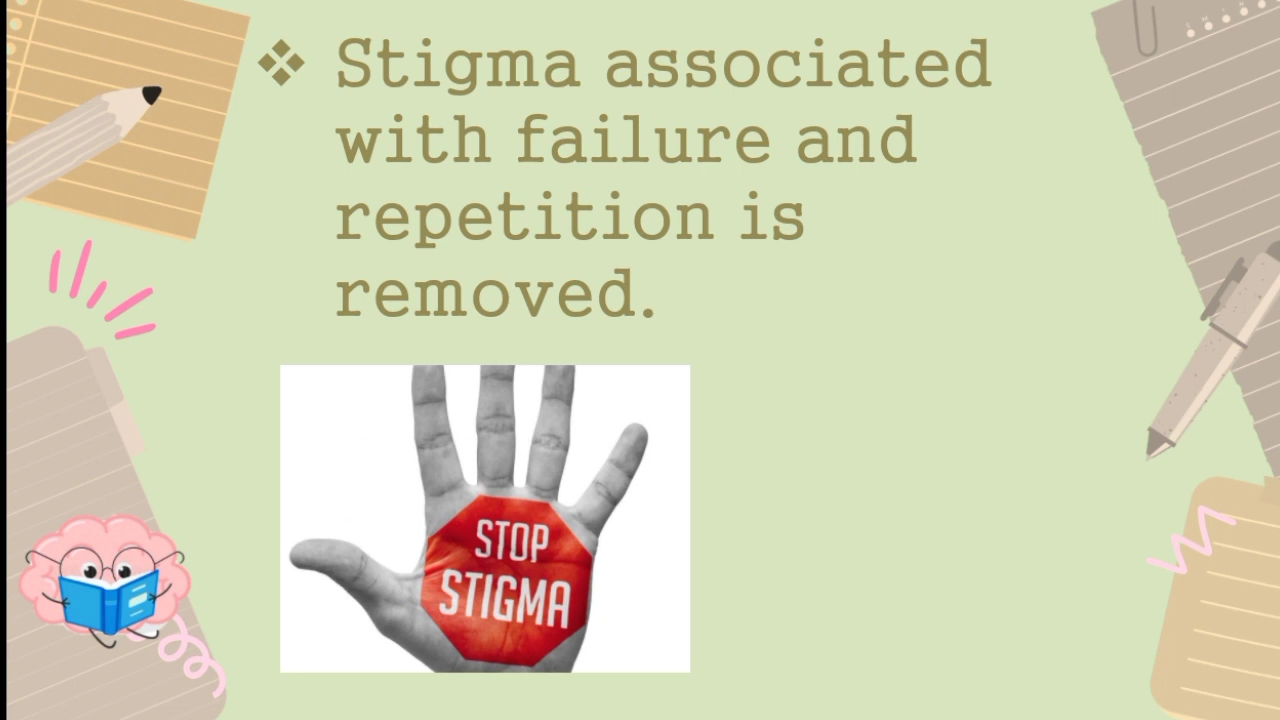 ❖ Stigma associated
with failure and
repetition is
removed.
STOP
STIGMA